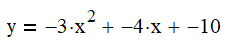 y = −3·x² + −4·x + −10